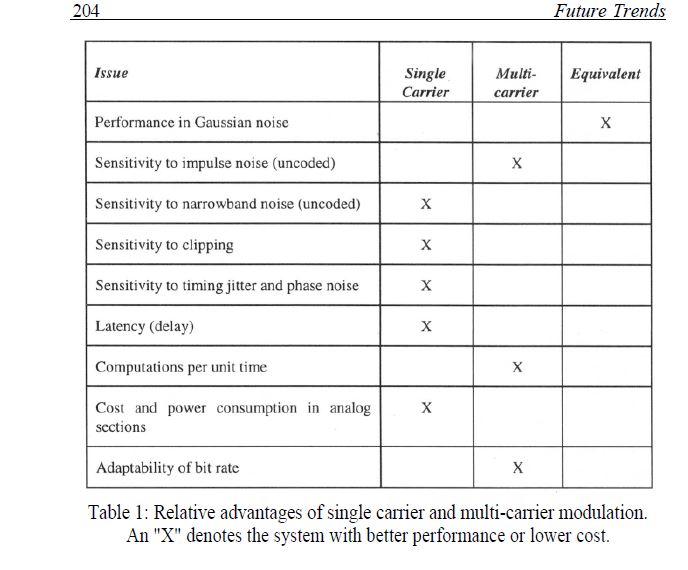 204 Future Trends
Issue Single Carrier Multi-carrier Equivalent
Performance in Gaussian noise X
Sensitivity to impulse noise (uncoded) X
Sensitivity to narrowband noise (uncoded) X
Sensitivity to clipping X
Sensitivity to timing jitter and phase noise X
Latency (delay) X
Computations per unit time X
Cost and power consumption in analog X
sections
Adaptability of bit rate X
Table 1: Relative advantages of single carrier and multi-carrier modulation.
An "X" denotes the system with better performance or lower cost.